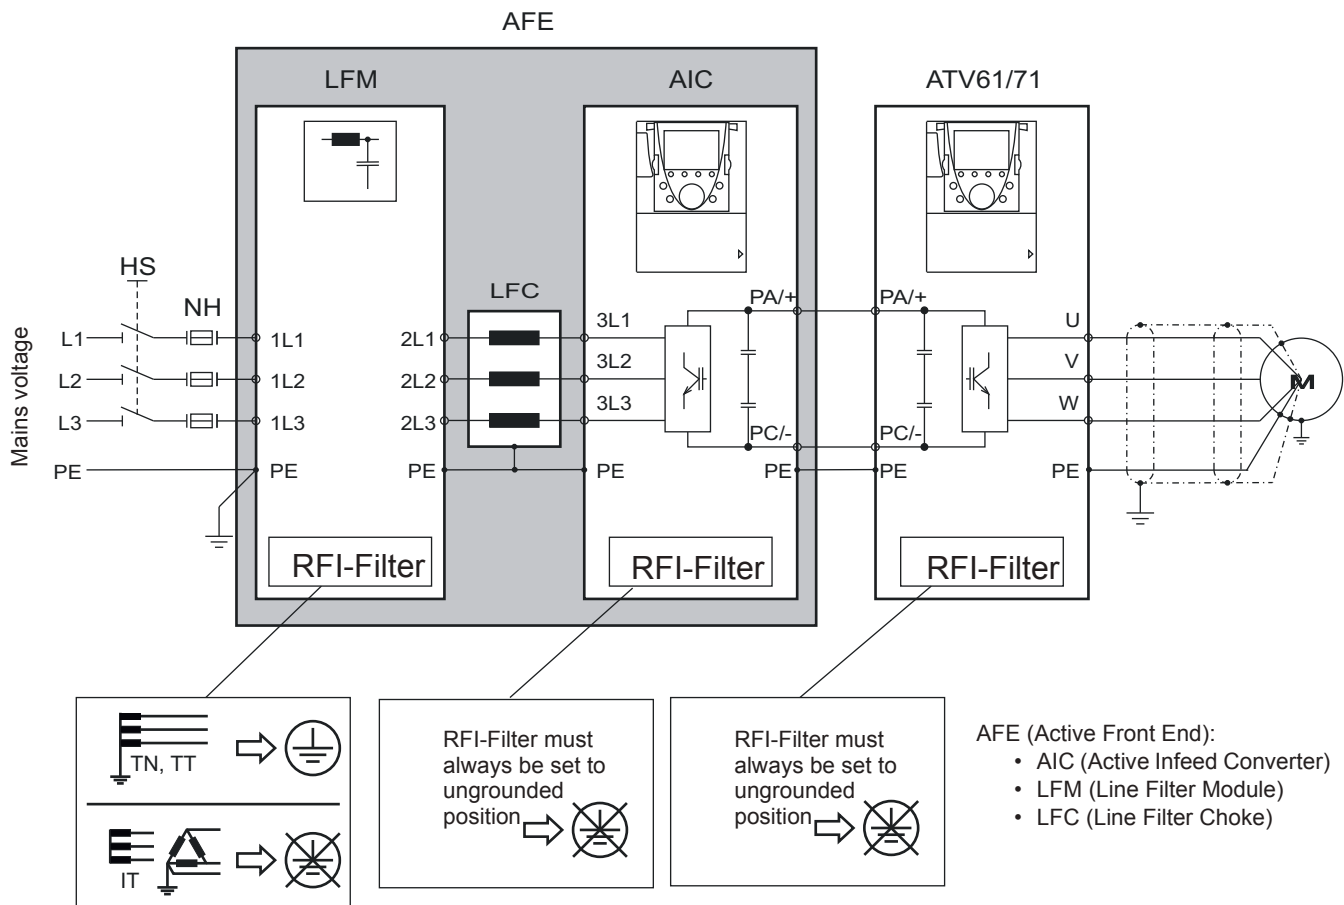 AFE
LFM
AIC
ATV61/71
HS
NH
LFC
Mains voltage
L1
1L1
2L1
3L1
PA/+
PA/+
U
L2
1L2
2L2
3L2
V
L3
1L3
2L3
3L3
W
PC/-
PC/-
M
PE
PE
PE
PE
PE
PE
PE
RFI-Filter
RFI-Filter
RFI-Filter
TN, TT
IT
RFI-Filter must
always be set to
ungrounded
position
RFI-Filter must
always be set to
ungrounded
position
AFE (Active Front End):
• AIC (Active Infeed Converter)
• LFM (Line Filter Module)
• LFC (Line Filter Choke)